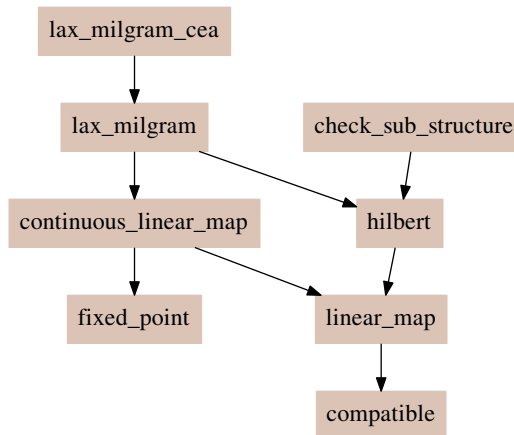 lax_milgram_cea
lax_milgram
check_sub_structure
continuous_linear_map
hilbert
fixed_point
linear_map
compatible